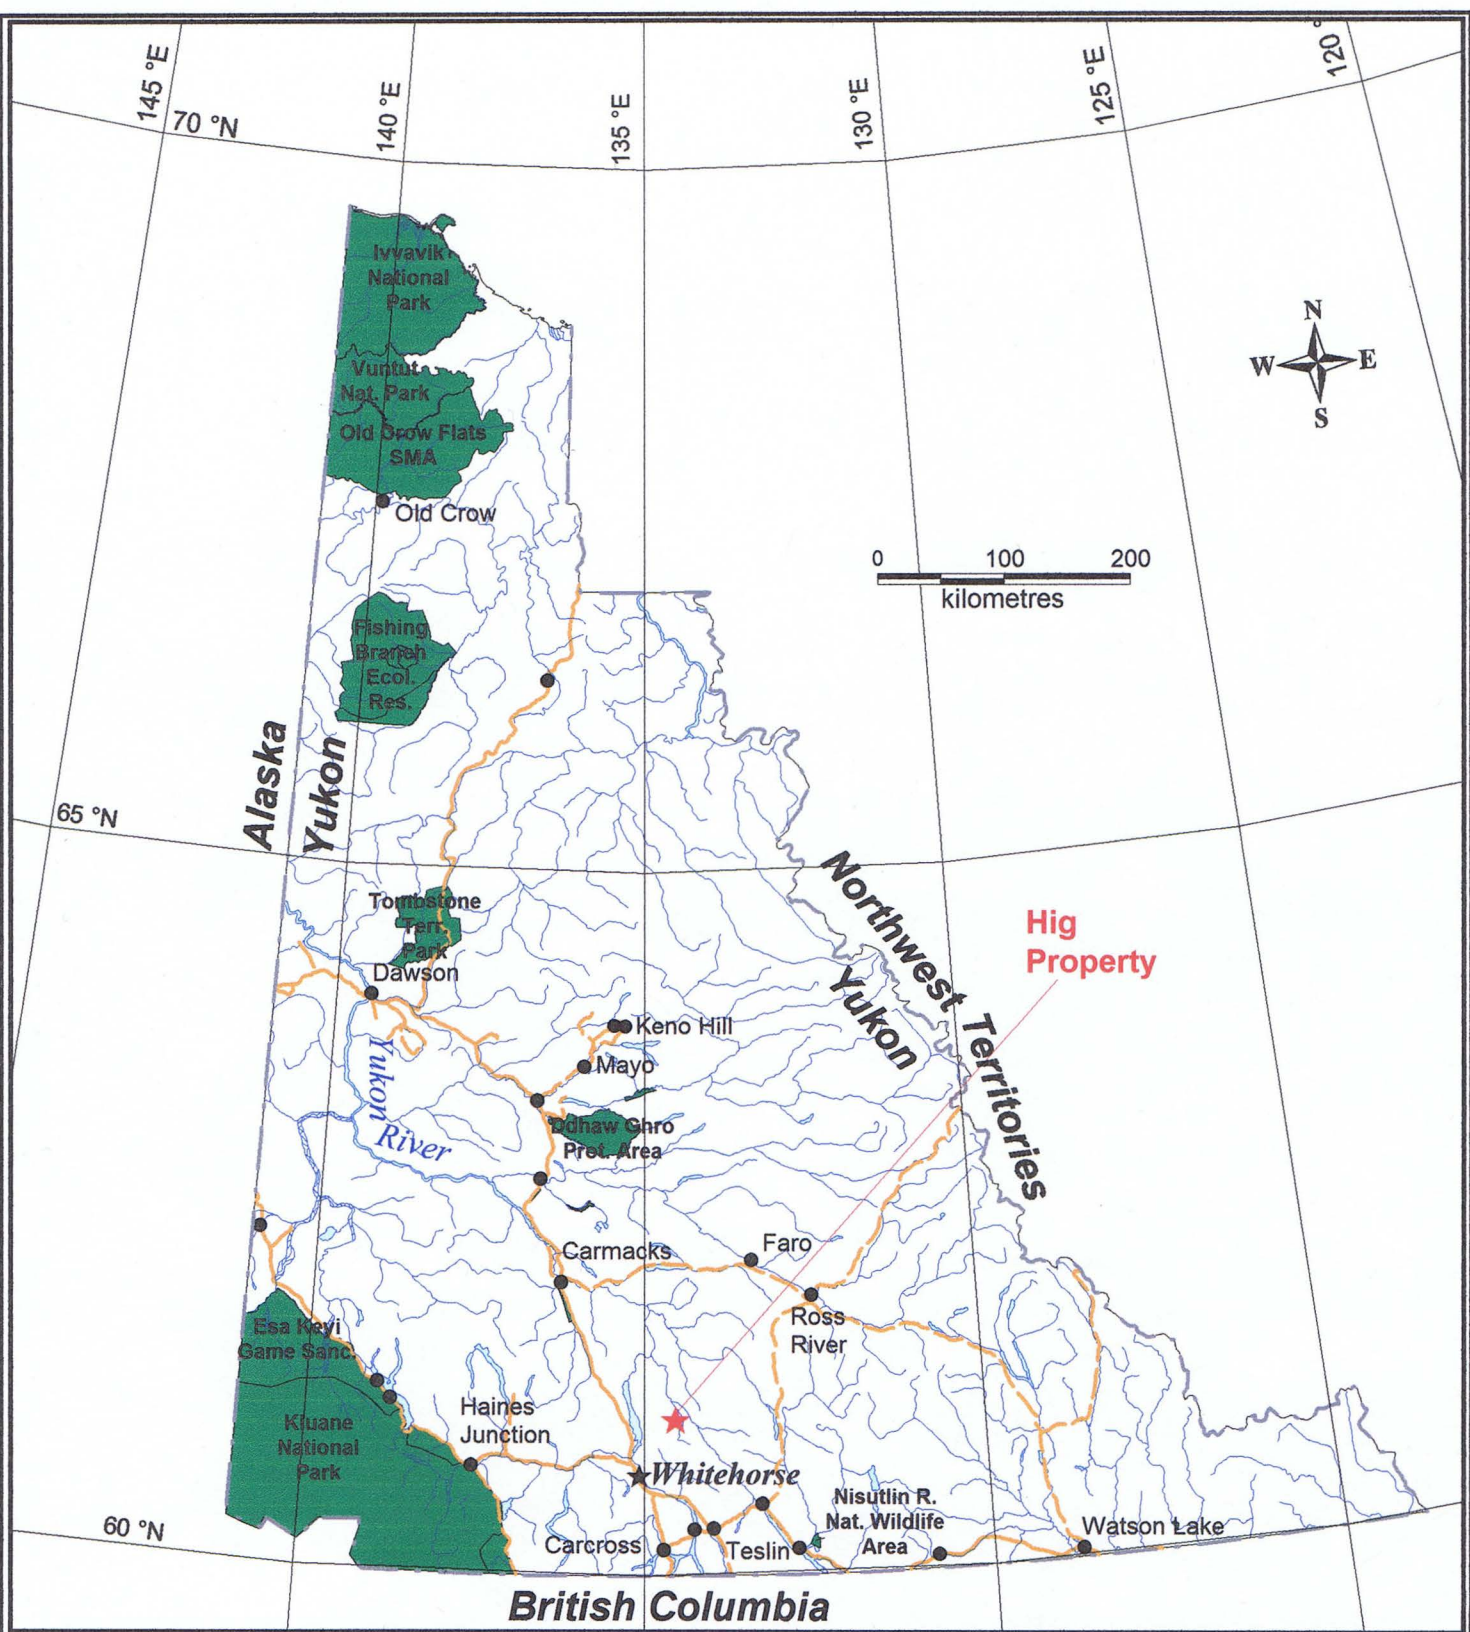 145 °E
140 °E
135 °E
130 °E
125 °E
120 °
70 °N
Ivvavik
National
Park
N
W
E
S
Vuntut
Nat. Park
Old Crow Flats
SMA
Old Crow
0 100 200
kilometres
Fishing
Branch
Ecol.
Res.
Alaska
Yukon
65 °N
Northwest Territories
Yukon
Tombstone
Terr.
Park
Hig
Property
Dawson
Keno Hill
Mayo
Yukon
River
Ddhaw Ghro
Prot. Area
Carmacks
Faro
Ross
River
Esa Keyi
Game Sanc.
Haines
Junction
Kluane
National
Park
Whitehorse
Nisutlin R.
Nat. Wildlife
Area
60 °N
Carcross
Teslin
Watson Lake
British Columbia